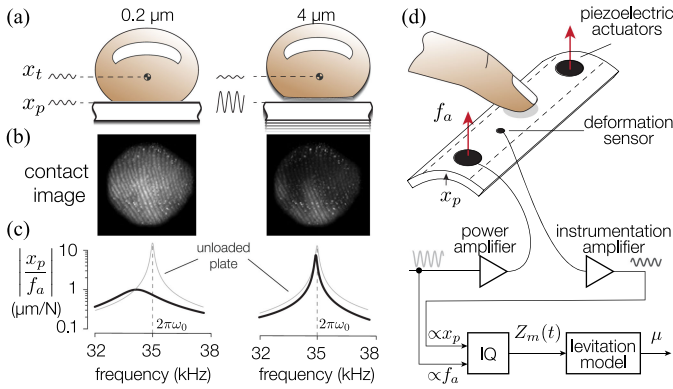 (a)
0.2 μm
4 μm
x_t
x_p
(b)
contact
image
(c)
|x_p/f_a|
(μm/N)
10
1
0.1
unloaded
plate
2πω₀
2πω₀
32
35
38
32
35
38
frequency (kHz)
frequency (kHz)
(d)
piezoelectric
actuators
f_a
deformation
sensor
x_p
power
amplifier
instrumentation
amplifier
∝x_p
∝f_a
IQ
Z_m(t)
levitation
model
μ